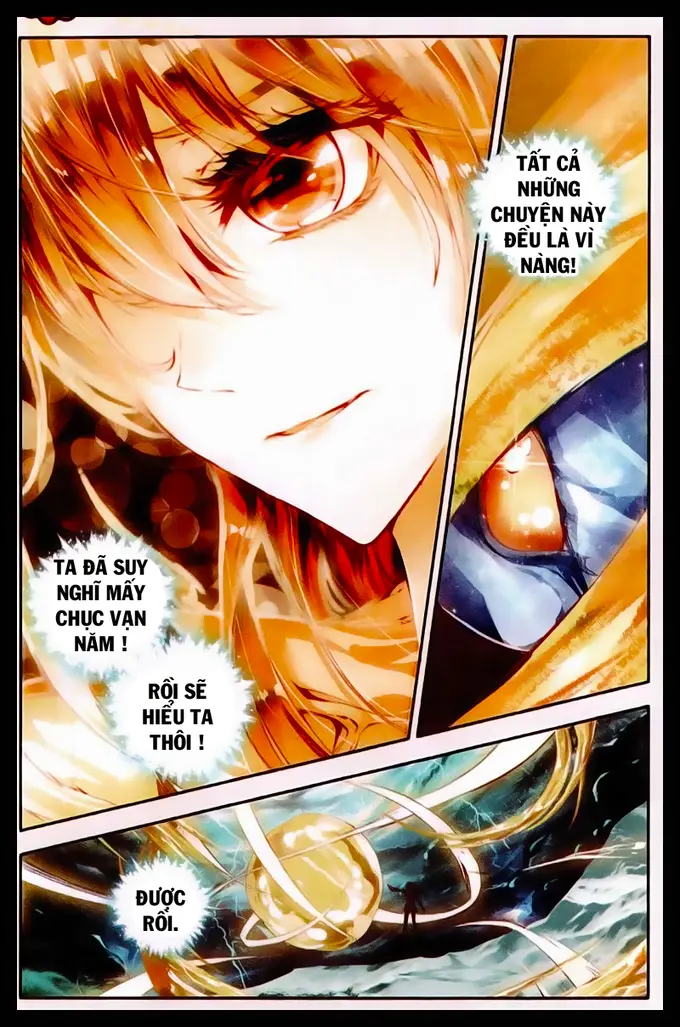 TẤT CẢ
NHỮNG
CHUYỆN NÀY
ĐỀU LÀ VÌ
NÀNG!
TA ĐÃ SUY
NGHĨ MẤY
CHỤC VẠN
NĂM !
RỒI SẼ
HIỂU TA
THÔI !
ĐƯỢC
RỒI.